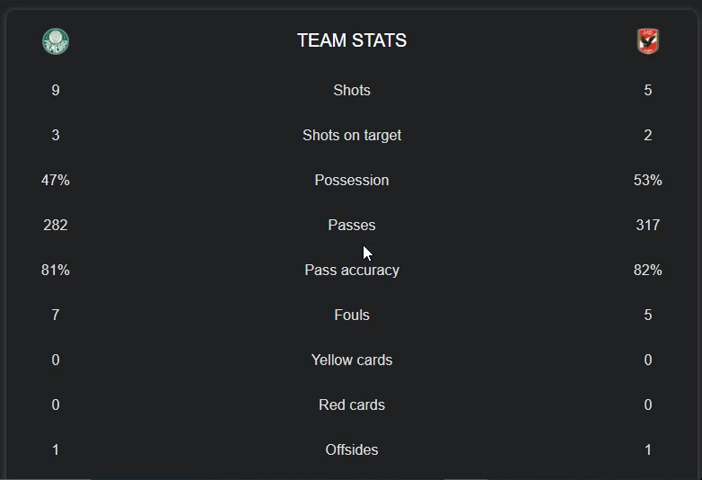 TEAM STATS
9 Shots 5
3 Shots on target 2
47% Possession 53%
282 Passes 317
81% Pass accuracy 82%
7 Fouls 5
0 Yellow cards 0
0 Red cards 0
1 Offsides 1